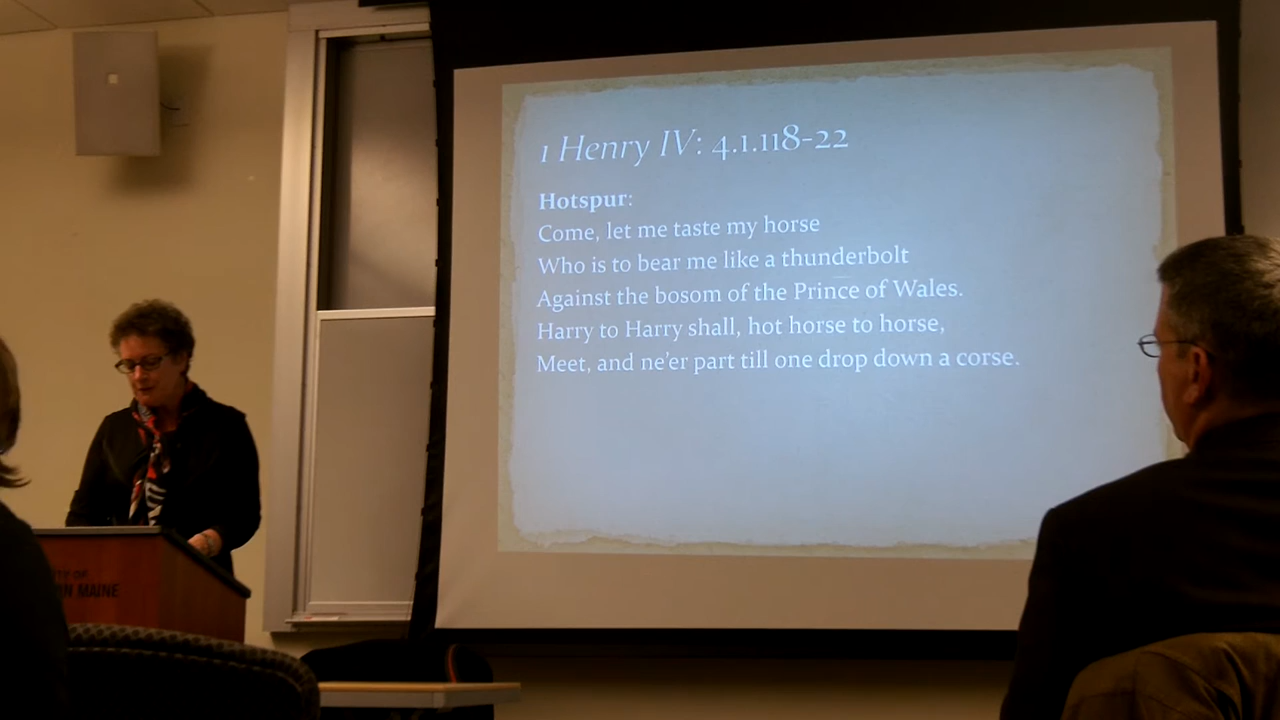 1 Henry IV: 4.1.118-22
Hotspur:
Come, let me taste my horse
Who is to bear me like a thunderbolt
Against the bosom of the Prince of Wales.
Harry to Harry shall, hot horse to horse,
Meet, and ne'er part till one drop down a corse.
OF
MAINE